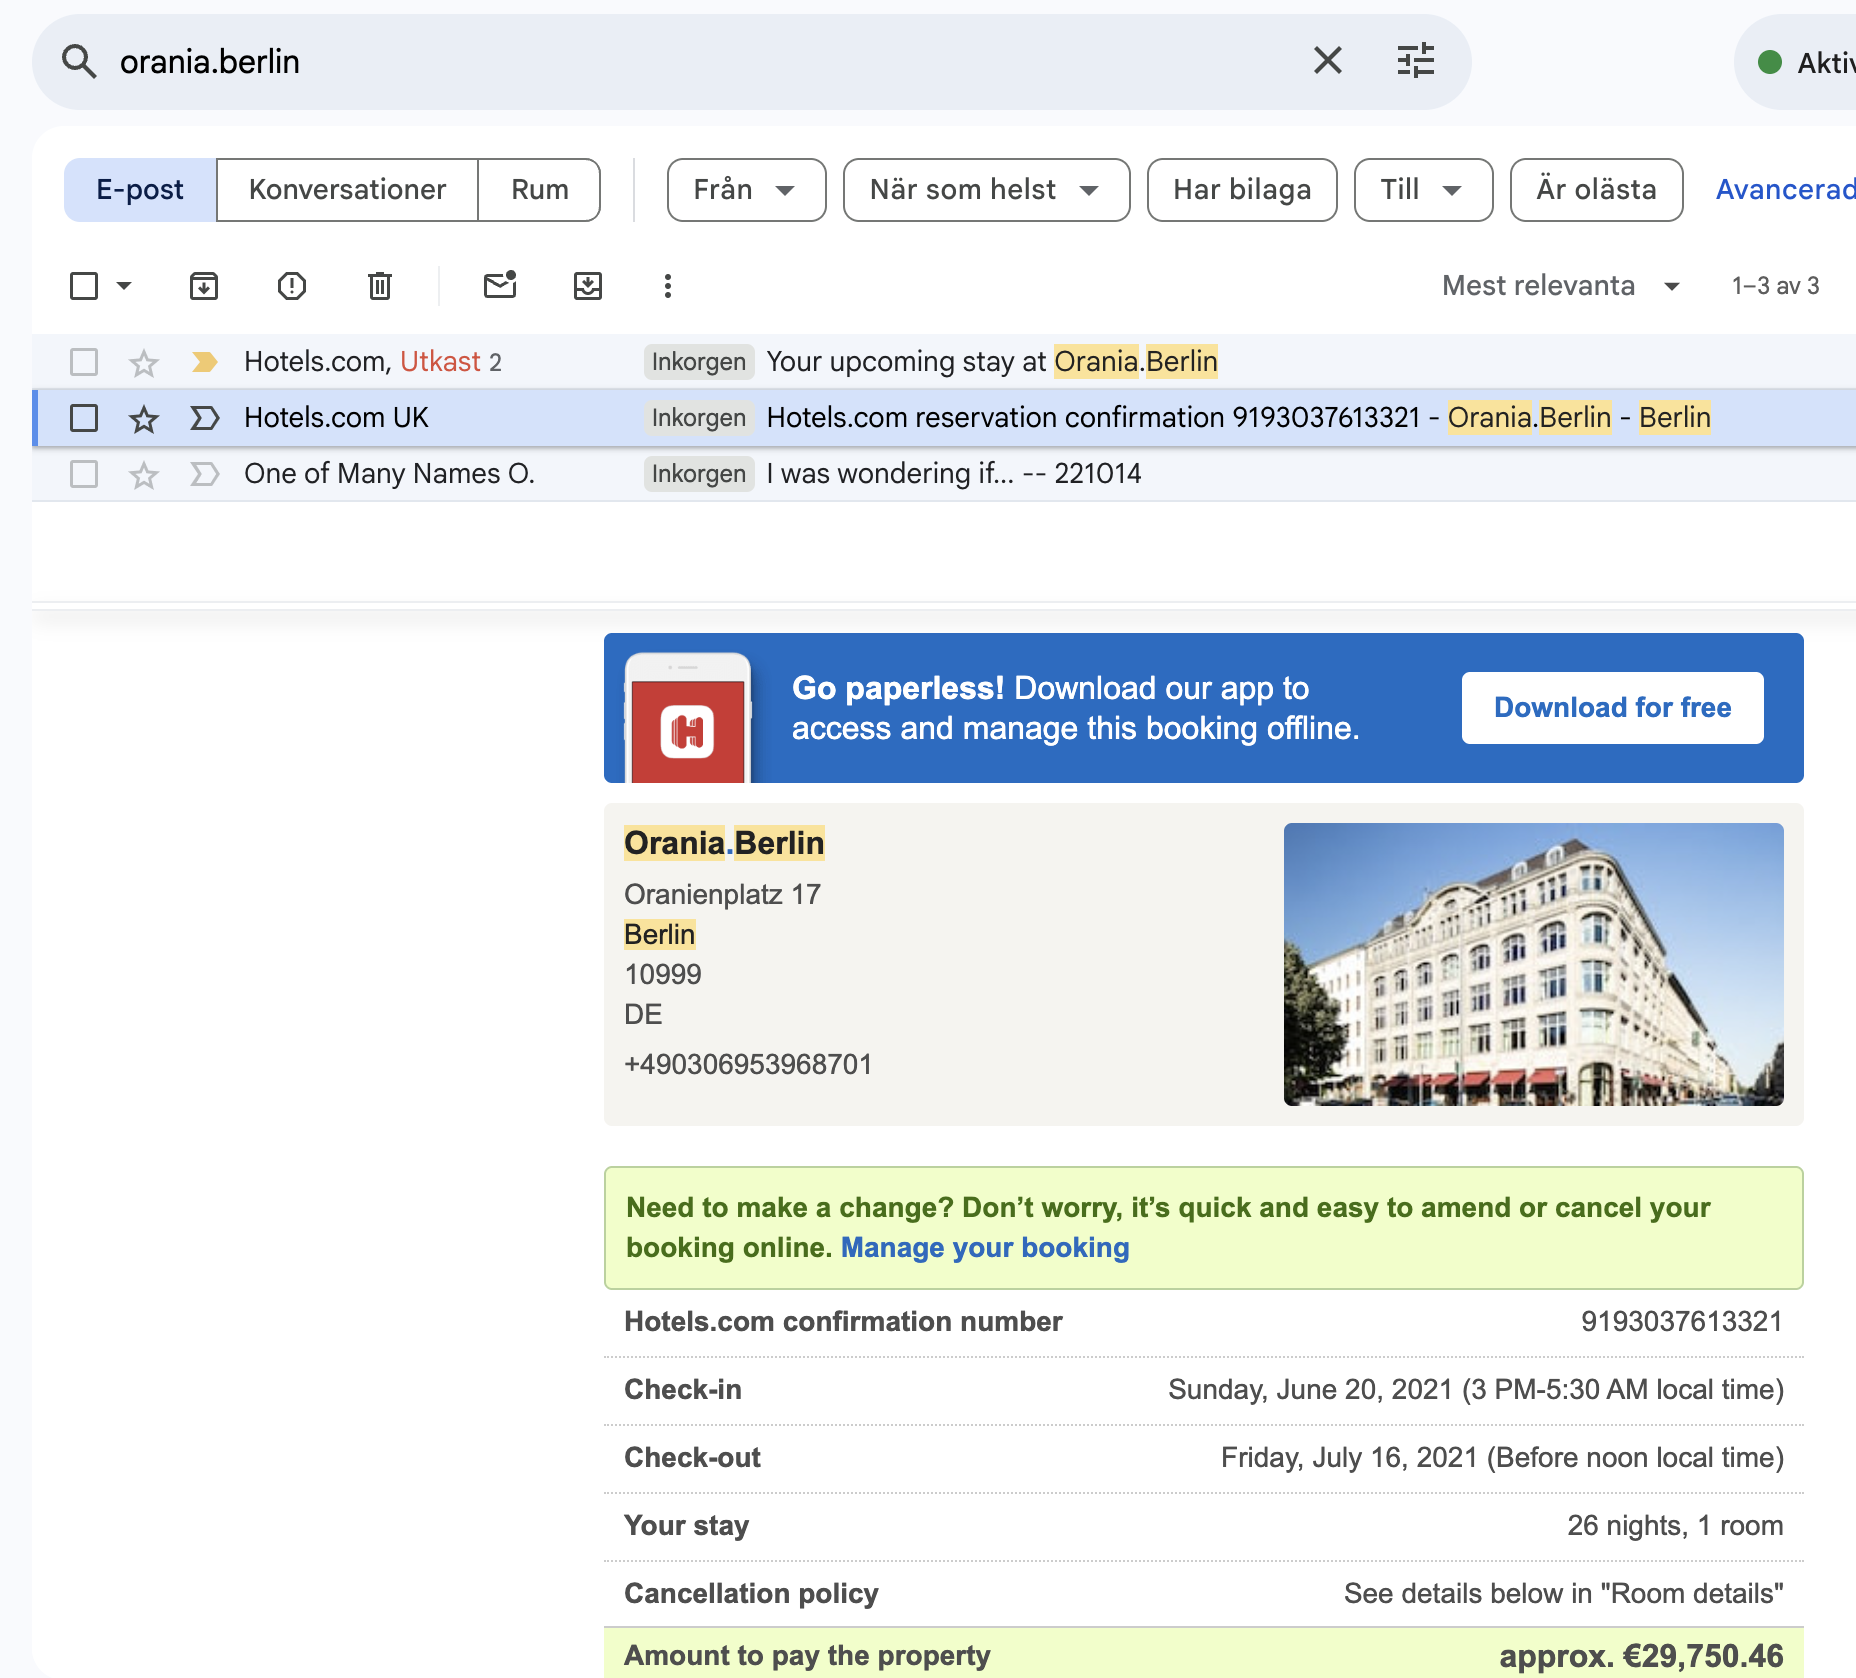 orania.berlin
Aktiv
E-post Konversationer Rum Från När som helst Har bilaga Till Är olästa Avancerad
Mest relevanta 1–3 av 3
Hotels.com, Utkast 2 Inkorgen Your upcoming stay at Orania.Berlin
Hotels.com UK Inkorgen Hotels.com reservation confirmation 9193037613321 - Orania.Berlin - Berlin
One of Many Names O. Inkorgen I was wondering if... -- 221014
Go paperless! Download our app to
access and manage this booking offline.
Download for free
Orania.Berlin
Oranienplatz 17
Berlin
10999
DE
+490306953968701
Need to make a change? Don’t worry, it’s quick and easy to amend or cancel your
booking online. Manage your booking
Hotels.com confirmation number 9193037613321
Check-in Sunday, June 20, 2021 (3 PM-5:30 AM local time)
Check-out Friday, July 16, 2021 (Before noon local time)
Your stay 26 nights, 1 room
Cancellation policy See details below in "Room details"
Amount to pay the property approx. €29,750.46